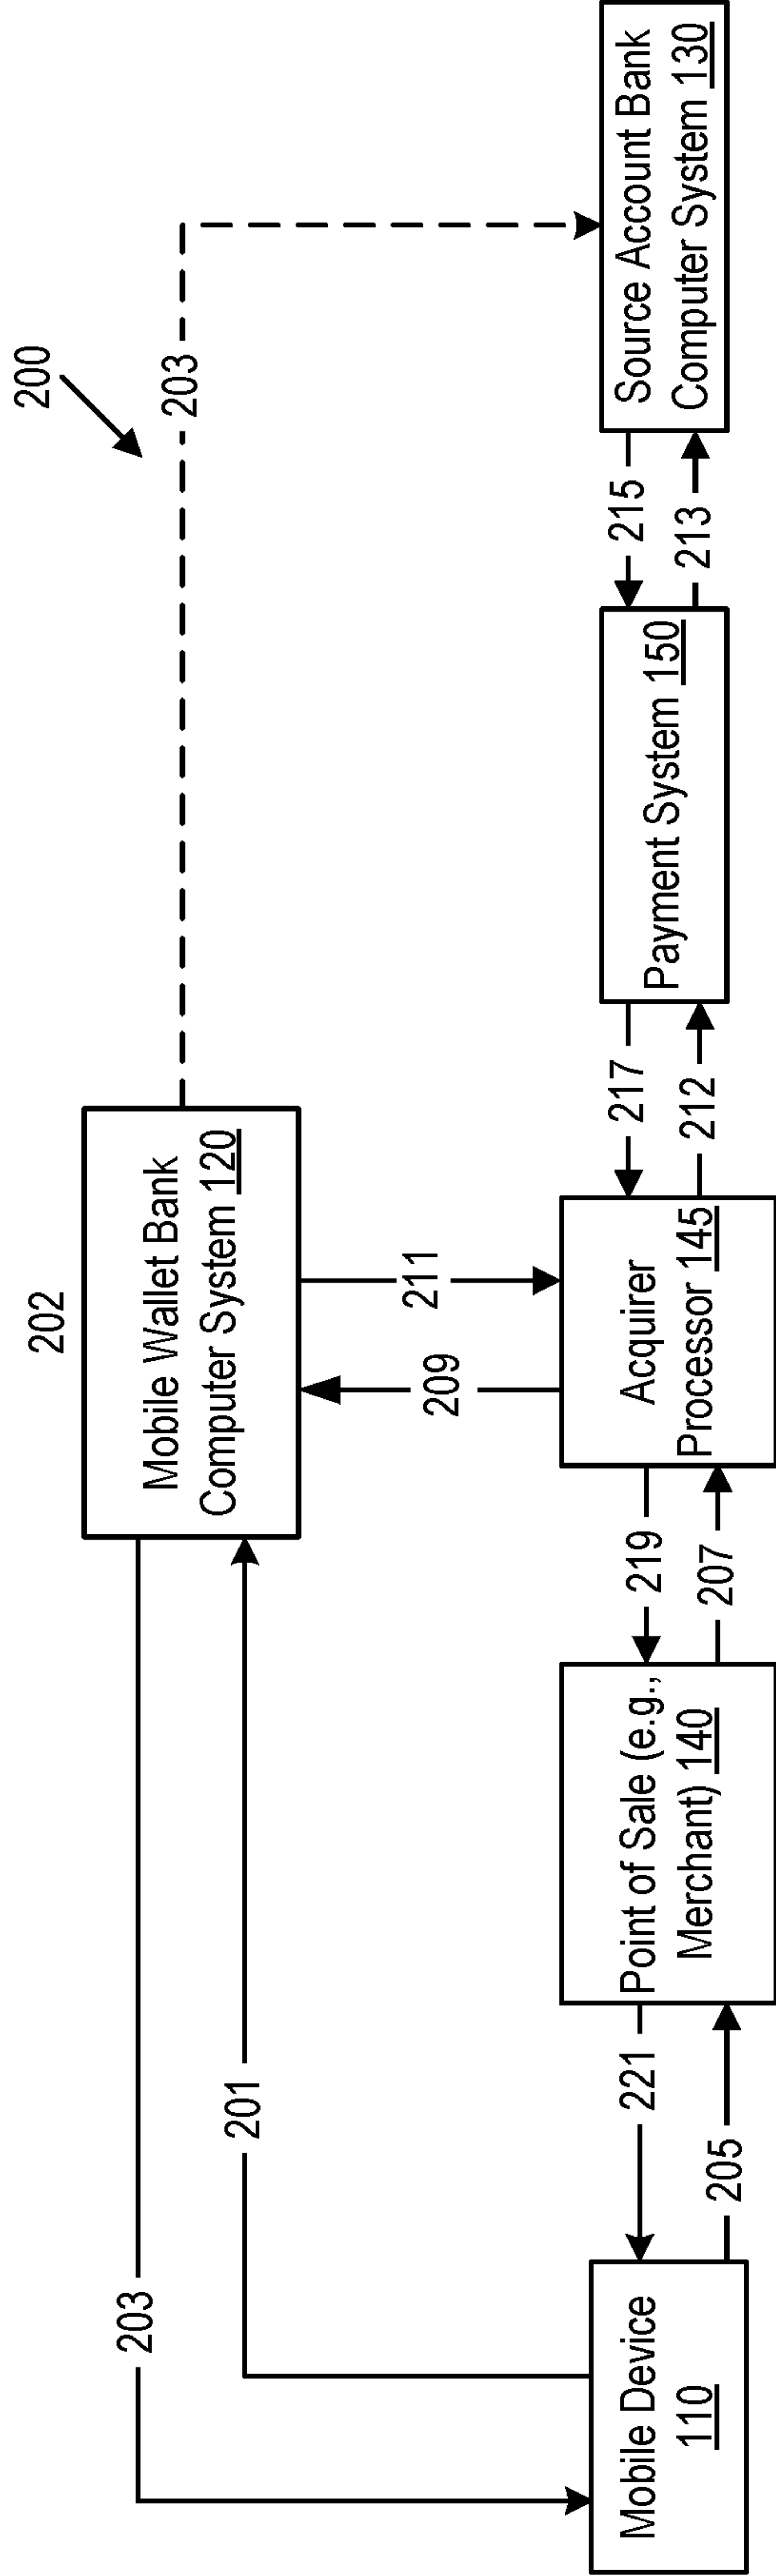 200
202
203
203
Mobile Wallet Bank
Computer System 120
201
209
211
Mobile Device
110
221
205
Point of Sale (e.g.,
Merchant) 140
219
207
Acquirer
Processor 145
217
212
Payment System 150
215
213
Source Account Bank
Computer System 130